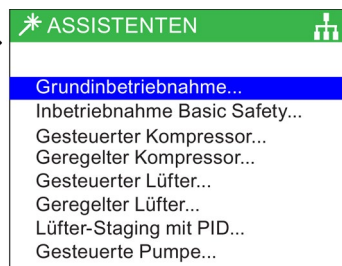 ASSISTENTEN
Grundinbetriebnahme...
Inbetriebnahme Basic Safety...
Gesteuerter Kompressor...
Geregelter Kompressor...
Gesteuerter Lüfter...
Geregelter Lüfter...
Lüfter-Staging mit PID...
Gesteuerte Pumpe...